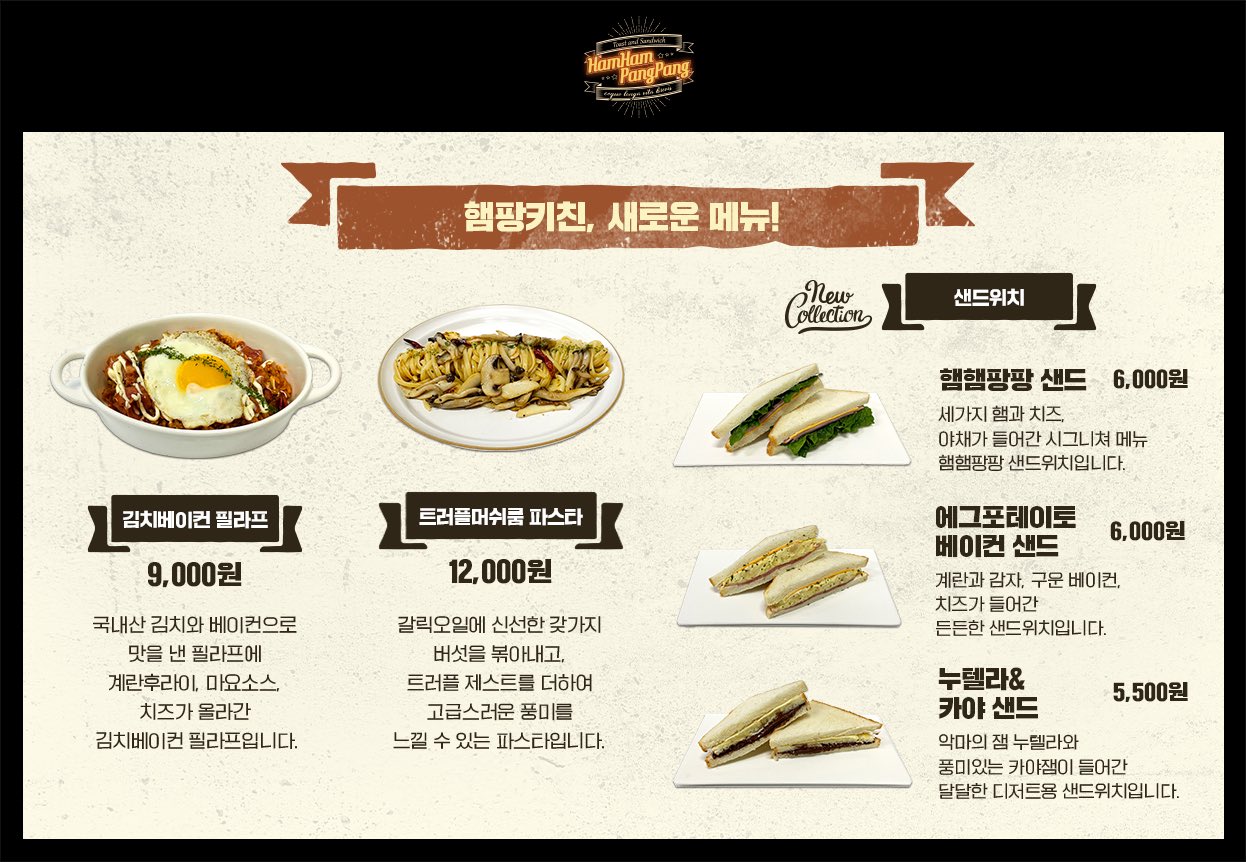 Toast and Sandwich
HamHam
PangPang
햄팡키친, 새로운 메뉴!
김치베이컨 필라프
9,000원
국내산 김치와 베이컨으로
맛을 낸 필라프에
계란후라이, 마요소스,
치즈가 올라간
김치베이컨 필라프입니다.
트러플머쉬룸 파스타
12,000원
갈릭오일에 신선한 갖가지
버섯을 볶아내고,
트러플 제스트를 더하여
고급스러운 풍미를
느낄 수 있는 파스타입니다.
New
Collection
샌드위치
햄햄팡팡 샌드 6,000원
세가지 햄과 치즈,
야채가 들어간 시그니쳐 메뉴
햄햄팡팡 샌드위치입니다.
에그포테이토
베이컨 샌드 6,000원
계란과 감자, 구운 베이컨,
치즈가 들어간
든든한 샌드위치입니다.
누텔라&
카야 샌드 5,500원
악마의 잼 누텔라와
풍미있는 카야잼이 들어간
달달한 디저트용 샌드위치입니다.